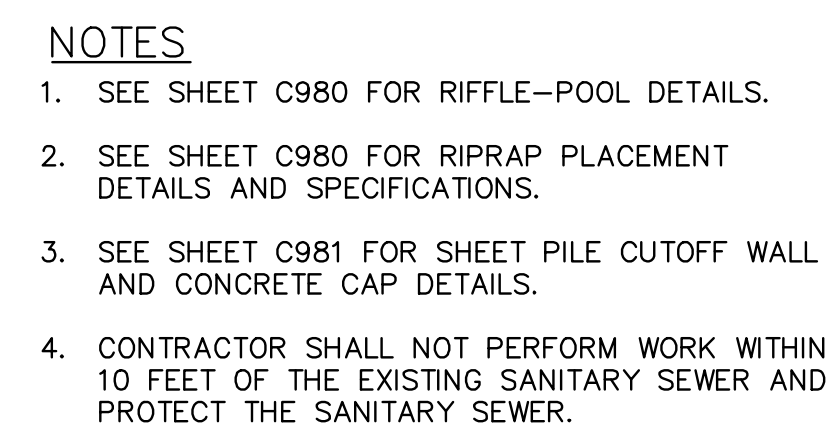 NOTES
1. SEE SHEET C980 FOR RIFFLE-POOL DETAILS.
2. SEE SHEET C980 FOR RIPRAP PLACEMENT
DETAILS AND SPECIFICATIONS.
3. SEE SHEET C981 FOR SHEET PILE CUTOFF WALL
AND CONCRETE CAP DETAILS.
4. CONTRACTOR SHALL NOT PERFORM WORK WITHIN
10 FEET OF THE EXISTING SANITARY SEWER AND
PROTECT THE SANITARY SEWER.